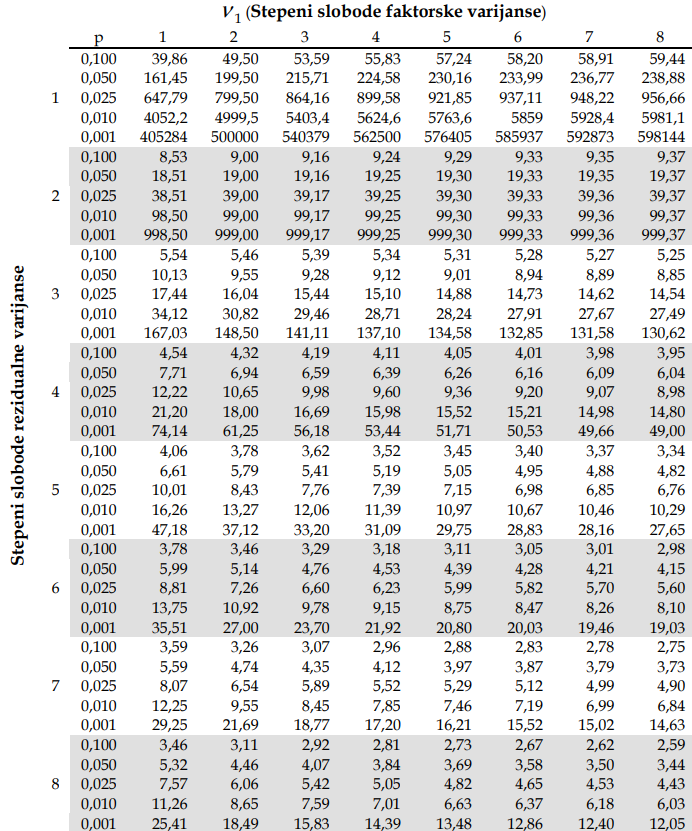 ν1 (Stepeni slobode faktorske varijanse)
p 1 2 3 4 5 6 7 8
0,100 39,86 49,50 53,59 55,83 57,24 58,20 58,91 59,44
0,050 161,45 199,50 215,71 224,58 230,16 233,99 236,77 238,88
1 0,025 647,79 799,50 864,16 899,58 921,85 937,11 948,22 956,66
0,010 4052,2 4999,5 5403,4 5624,6 5763,6 5859 5928,4 5981,1
0,001 405284 500000 540379 562500 576405 585937 592873 598144
0,100 8,53 9,00 9,16 9,24 9,29 9,33 9,35 9,37
0,050 18,51 19,00 19,16 19,25 19,30 19,33 19,35 19,37
2 0,025 38,51 39,00 39,17 39,25 39,30 39,33 39,36 39,37
0,010 98,50 99,00 99,17 99,25 99,30 99,33 99,36 99,37
0,001 998,50 999,00 999,17 999,25 999,30 999,33 999,36 999,37
0,100 5,54 5,46 5,39 5,34 5,31 5,28 5,27 5,25
0,050 10,13 9,55 9,28 9,12 9,01 8,94 8,89 8,85
3 0,025 17,44 16,04 15,44 15,10 14,88 14,73 14,62 14,54
0,010 34,12 30,82 29,46 28,71 28,24 27,91 27,67 27,49
0,001 167,03 148,50 141,11 137,10 134,58 132,85 131,58 130,62
0,100 4,54 4,32 4,19 4,11 4,05 4,01 3,98 3,95
0,050 7,71 6,94 6,59 6,39 6,26 6,16 6,09 6,04
4 0,025 12,22 10,65 9,98 9,60 9,36 9,20 9,07 8,98
0,010 21,20 18,00 16,69 15,98 15,52 15,21 14,98 14,80
0,001 74,14 61,25 56,18 53,44 51,71 50,53 49,66 49,00
0,100 4,06 3,78 3,62 3,52 3,45 3,40 3,37 3,34
0,050 6,61 5,79 5,41 5,19 5,05 4,95 4,88 4,82
5 0,025 10,01 8,43 7,76 7,39 7,15 6,98 6,85 6,76
0,010 16,26 13,27 12,06 11,39 10,97 10,67 10,46 10,29
0,001 47,18 37,12 33,20 31,09 29,75 28,83 28,16 27,65
0,100 3,78 3,46 3,29 3,18 3,11 3,05 3,01 2,98
0,050 5,99 5,14 4,76 4,53 4,39 4,28 4,21 4,15
6 0,025 8,81 7,26 6,60 6,23 5,99 5,82 5,70 5,60
0,010 13,75 10,92 9,78 9,15 8,75 8,47 8,26 8,10
0,001 35,51 27,00 23,70 21,92 20,80 20,03 19,46 19,03
0,100 3,59 3,26 3,07 2,96 2,88 2,83 2,78 2,75
0,050 5,59 4,74 4,35 4,12 3,97 3,87 3,79 3,73
7 0,025 8,07 6,54 5,89 5,52 5,29 5,12 4,99 4,90
0,010 12,25 9,55 8,45 7,85 7,46 7,19 6,99 6,84
0,001 29,25 21,69 18,77 17,20 16,21 15,52 15,02 14,63
0,100 3,46 3,11 2,92 2,81 2,73 2,67 2,62 2,59
0,050 5,32 4,46 4,07 3,84 3,69 3,58 3,50 3,44
8 0,025 7,57 6,06 5,42 5,05 4,82 4,65 4,53 4,43
0,010 11,26 8,65 7,59 7,01 6,63 6,37 6,18 6,03
0,001 25,41 18,49 15,83 14,39 13,48 12,86 12,40 12,05
Stepeni slobode rezidualne varijanse